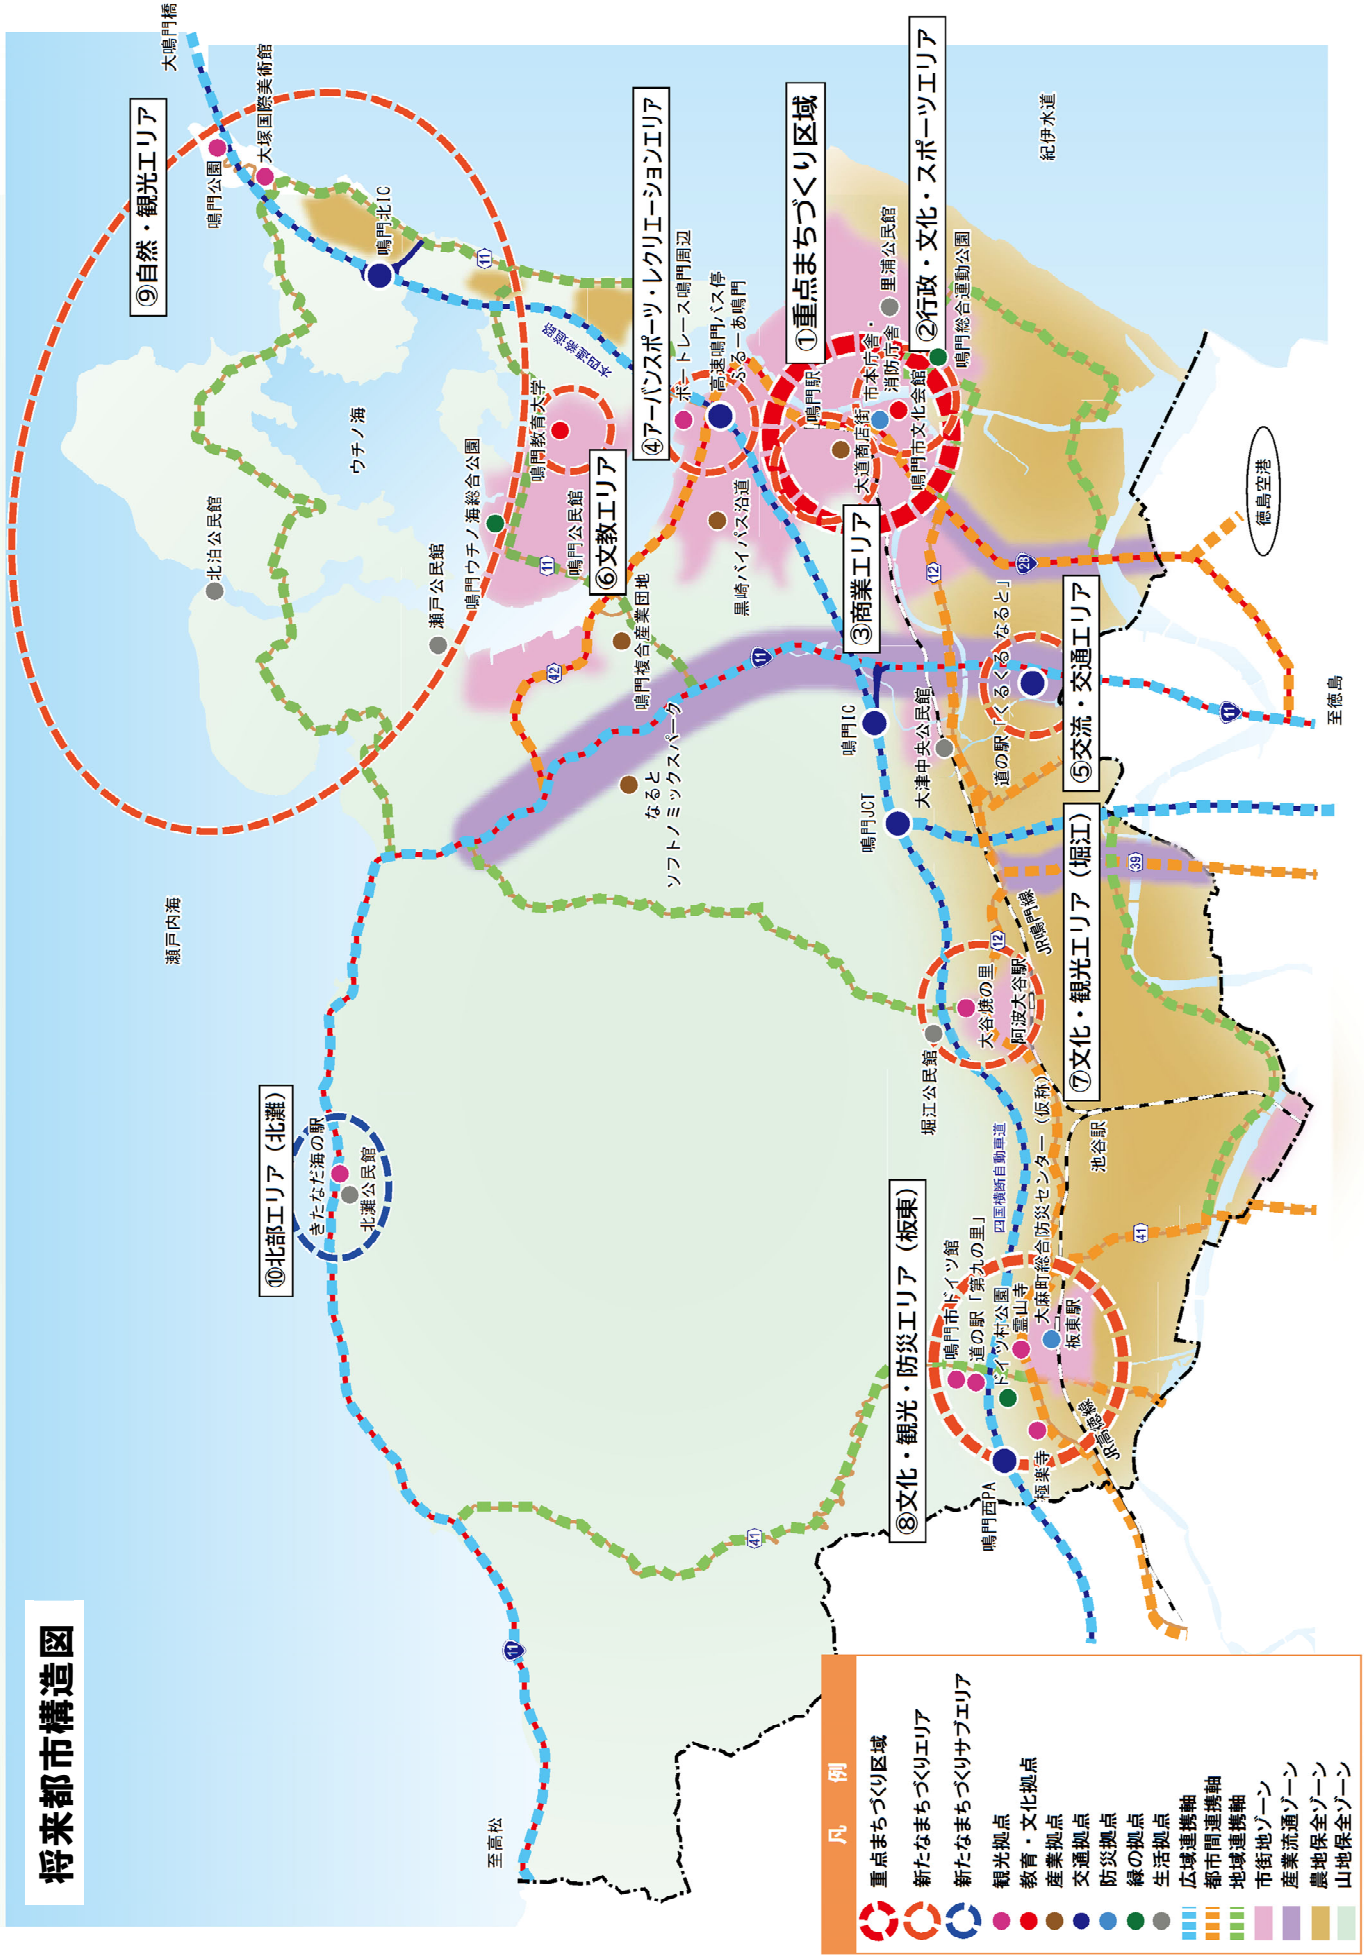 将来都市構造図
大鳴門橋
⑨自然・観光エリア
鳴門公園
大塚国際美術館
鳴門北IC
11
本四連絡道路
瀬戸内海
ウチノ海
紀伊水道
北泊公民館
瀬戸公民館
鳴門ウチノ海総合公園
鳴門教育大学
鳴門公民館
11
⑥文教エリア
④アーバンスポーツ・レクリエーションエリア
ボートレース鳴門周辺
高速鳴門バス停
ふるーあ鳴門
黒崎バイパス沿道
①重点まちづくり区域
②行政・文化・スポーツエリア
鳴門駅
市本庁舎・
消防庁舎
里浦公民館
鳴門総合運動公園
大道商店街
鳴門市文化会館
③商業エリア
42
鳴門複合産業団地
なると
ソフトノミックスパーク
11
鳴門IC
鳴門JCT
大津中央公民館
12
28
道の駅「くるくる なると」
⑤交流・交通エリア
徳島空港
11
至徳島
39
⑩北部エリア（北灘）
きたなだ海の駅
北灘公民館
堀江公民館
大谷焼の里
阿波大谷駅
12
JR鳴門線
⑦文化・観光エリア（堀江）
池谷駅
四国横断自動車道
⑧文化・観光・防災エリア（板東）
鳴門市ドイツ館
道の駅「第九の里」
ドイツ村公園
霊山寺
大麻町総合防災センター（仮称）
板東駅
極楽寺
鳴門西PA
JR高徳線
41
41
11
至高松
凡 例
重点まちづくり区域
新たなまちづくりエリア
新たなまちづくりサブエリア
観光拠点
教育・文化拠点
産業拠点
交通拠点
防災拠点
緑の拠点
生活拠点
広域連携軸
都市間連携軸
地域連携軸
市街地ゾーン
産業流通ゾーン
農地保全ゾーン
山地保全ゾーン